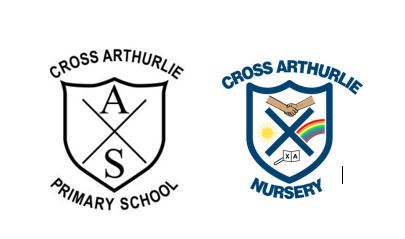 CROSS ARTHURLIE
A
S
PRIMARY SCHOOL
CROSS ARTHURLIE
X A
NURSERY